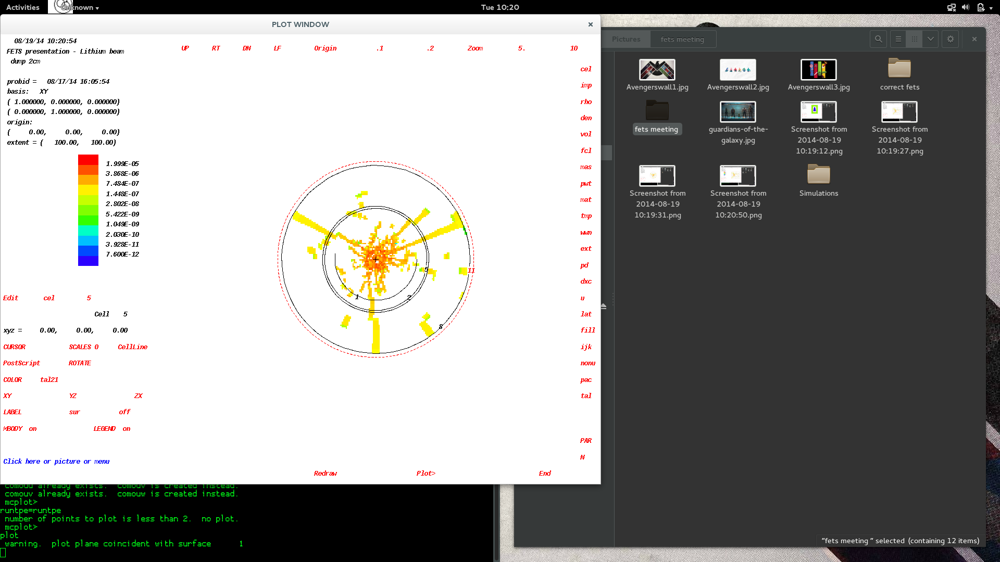 Activities
Unknown
Tue 10:20
PLOT WINDOW
08/19/14 10:20:54
FETS presentation - Lithium beam
dump 2cm
probid = 08/17/14 16:05:54
basis: XY
( 1.000000, 0.000000, 0.000000)
( 0.000000, 1.000000, 0.000000)
origin:
( 0.00, 0.00, 0.00)
extent = ( 100.00, 100.00)
UP RT DN LF Origin .1 .2 Zoom 5. 10
1.999E-05
3.868E-06
7.484E-07
1.448E-07
2.802E-08
5.422E-09
1.049E-09
2.030E-10
3.928E-11
7.600E-12
5
11
1
2
8
cel
imp
rho
den
vol
fcl
mas
pwt
mat
tmp
wwn
ext
pd
dxc
u
lat
fill
ijk
nonu
pac
tal
PAR
N
Edit cel 5
Cell 5
xyz = 0.00, 0.00, 0.00
CURSOR SCALES 0 CellLine
PostScript ROTATE
COLOR tal21
XY YZ ZX
LABEL sur off
MBODY on LEGEND on
Click here or picture or menu
Redraw Plot> End
comouu already exists. comouv is created instead.
comouv already exists. comouw is created instead.
mcplot>
runtpe=runtpe
number of points to plot is less than 2. no plot.
mcplot>
plot
warning. plot plane coincident with surface 1
Pictures
fets meeting
Avengerswall1.jpg
Avengerswall2.jpg
Avengerswall3.jpg
correct fets
fets meeting
guardians-of-the-
galaxy.jpg
Screenshot from
2014-08-19
10:19:12.png
Screenshot from
2014-08-19
10:19:27.png
Screenshot from
2014-08-19
10:19:31.png
Screenshot from
2014-08-19
10:20:50.png
Simulations
"fets meeting " selected (containing 12 items)